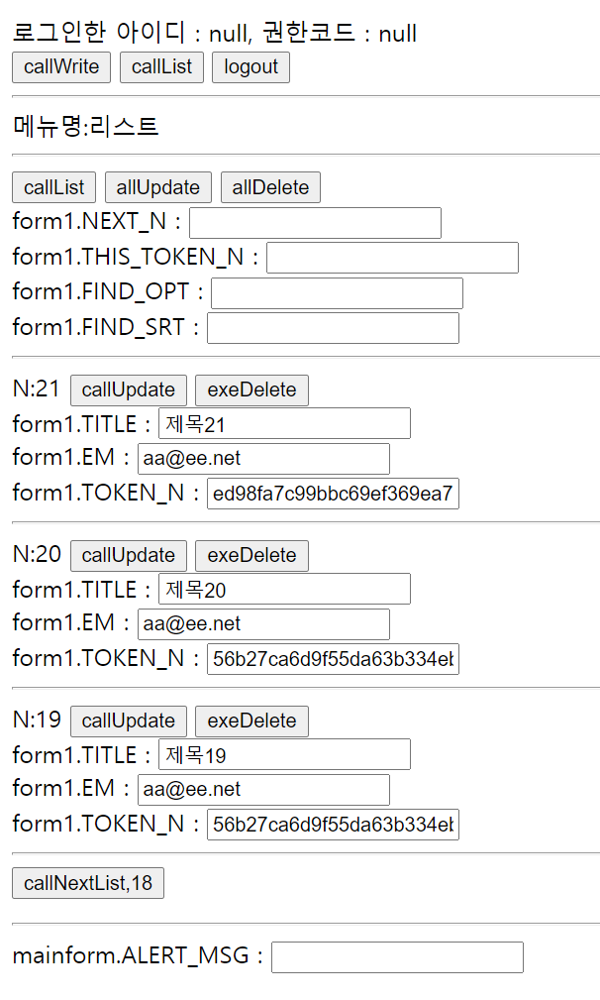 로그인한 아이디 : null, 권한코드 : null
callWrite callList logout
메뉴명:리스트
callList allUpdate allDelete
form1.NEXT_N :
form1.THIS_TOKEN_N :
form1.FIND_OPT :
form1.FIND_SRT :
N:21 callUpdate exeDelete
form1.TITLE : 제목21
form1.EM : aa@ee.net
form1.TOKEN_N : ed98fa7c99bbc69ef369ea7
N:20 callUpdate exeDelete
form1.TITLE : 제목20
form1.EM : aa@ee.net
form1.TOKEN_N : 56b27ca6d9f55da63b334eb
N:19 callUpdate exeDelete
form1.TITLE : 제목19
form1.EM : aa@ee.net
form1.TOKEN_N : 56b27ca6d9f55da63b334eb
callNextList,18
mainform.ALERT_MSG :